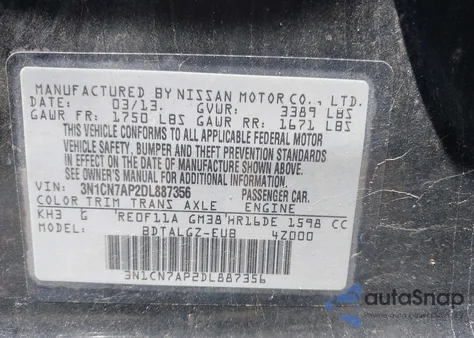 MANUFACTURED BY NISSAN MOTOR CO., LTD.
DATE: 03/13. GVWR: 3389 LBS
GAWR FR: 1750 LBS GAWR RR: 1671 LBS
THIS VEHICLE CONFORMS TO ALL APPLICABLE FEDERAL MOTOR
VEHICLE SAFETY, BUMPER AND THEFT PREVENTION STANDARDS
IN EFFECT ON THE DATE OF MANUFACTURE SHOWN ABOVE.
SEE OWNER'S MANUAL FOR ADDITIONAL INFORMATION.
VIN: 3N1CN7AP2DL887356 PASSENGER CAR.
COLOR TRIM TRANS AXLE ENGINE
KH3 G RE0F11A GM38 HR16DE 1598 CC
MODEL: BDTALGZ-EUB 4Z000
3N1CN7AP2DL887356
autoSnap